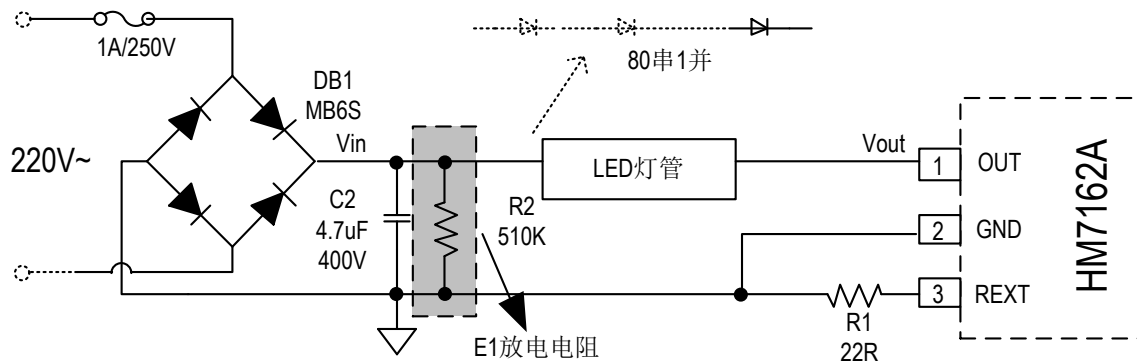 1A/250V
80串1并
DB1
MB6S
220V~
Vin
LED灯管
Vout
1
OUT
C2
4.7uF
400V
R2
510K
2
GND
3
REXT
R1
22R
E1放电电阻
HM7162A